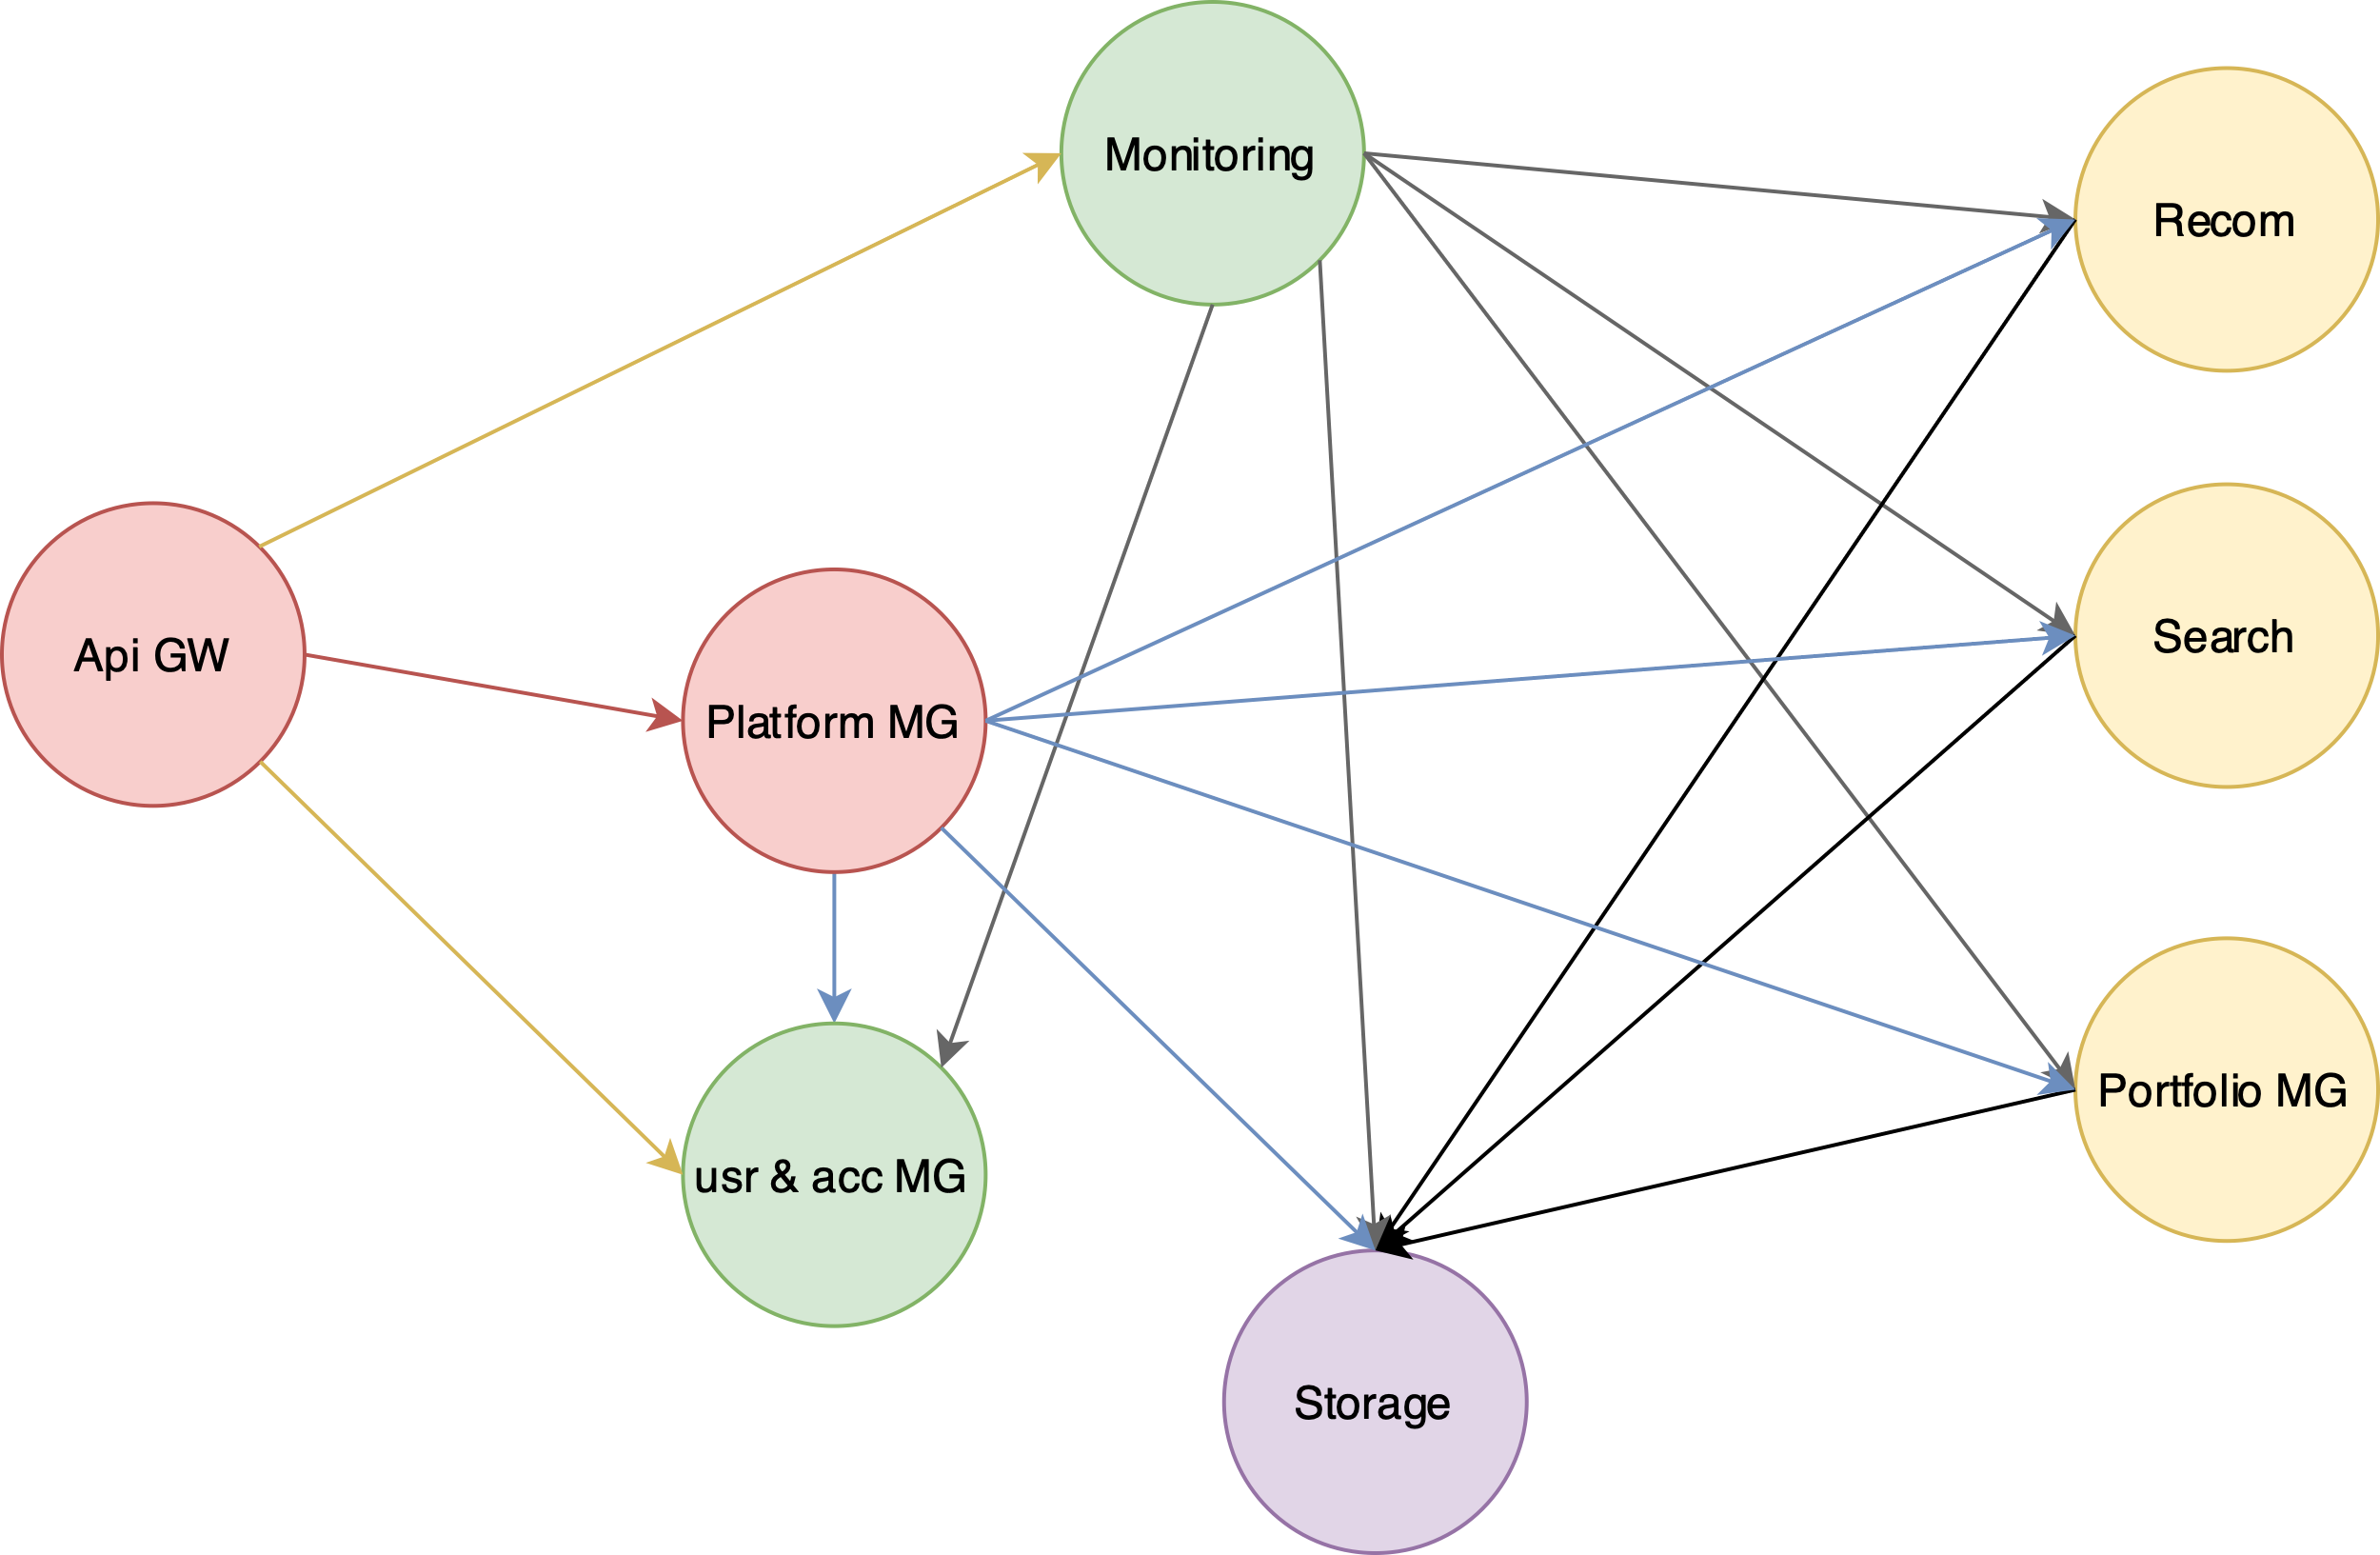 Monitoring
Recom
Api GW
Search
Platform MG
Portfolio MG
usr & acc MG
Storage